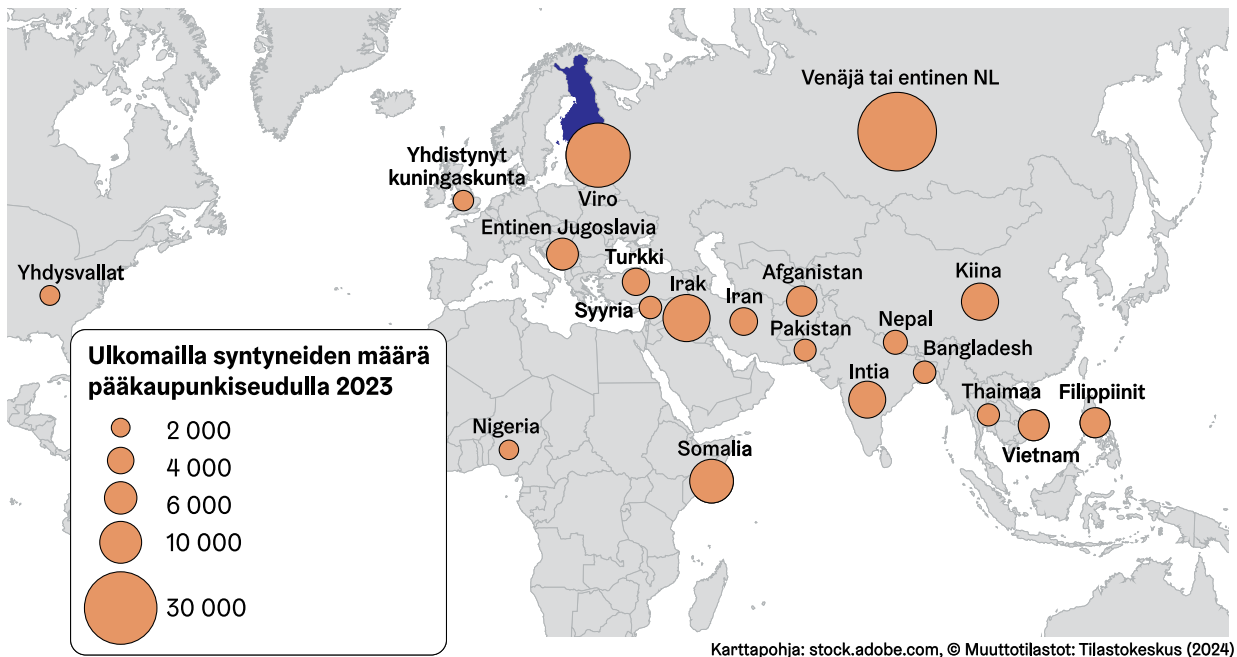 Venäjä tai entinen NL
Yhdistynyt
kuningaskunta
Viro
Entinen Jugoslavia
Turkki
Yhdysvallat
Syyria
Irak
Iran
Afganistan
Kiina
Pakistan
Nepal
Bangladesh
Intia
Thaimaa
Filippiinit
Vietnam
Nigeria
Somalia
Ulkomailla syntyneiden määrä
pääkaupunkiseudulla 2023
2 000
4 000
6 000
10 000
30 000
Karttapohja: stock.adobe.com, © Muuttotilastot: Tilastokeskus (2024)